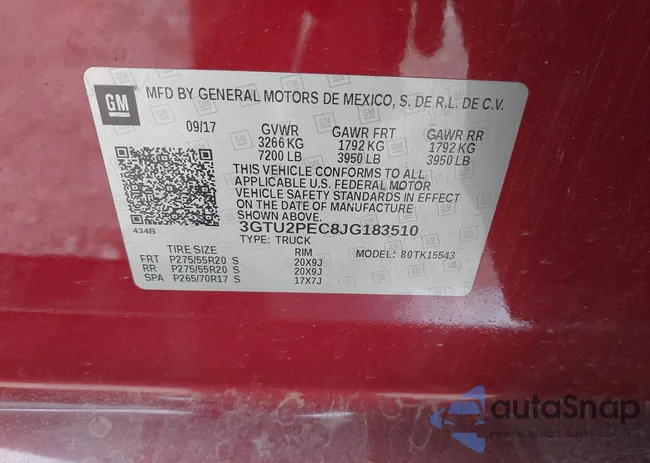 GM
MFD BY GENERAL MOTORS DE MEXICO, S. DE R.L. DE C.V.
09/17 GVWR GAWR FRT GAWR RR
3266 KG 1792 KG 1792 KG
7200 LB 3950 LB 3950 LB
THIS VEHICLE CONFORMS TO ALL
APPLICABLE U.S. FEDERAL MOTOR
VEHICLE SAFETY STANDARDS IN EFFECT
ON THE DATE OF MANUFACTURE
SHOWN ABOVE.
434B 3GTU2PEC8JG183510
TYPE: TRUCK MODEL: 80TK15543
TIRE SIZE RIM
FRT P275/55R20 S 20X9J
RR P275/55R20 S 20X9J
SPA P265/70R17 S 17X7J
autaSnap